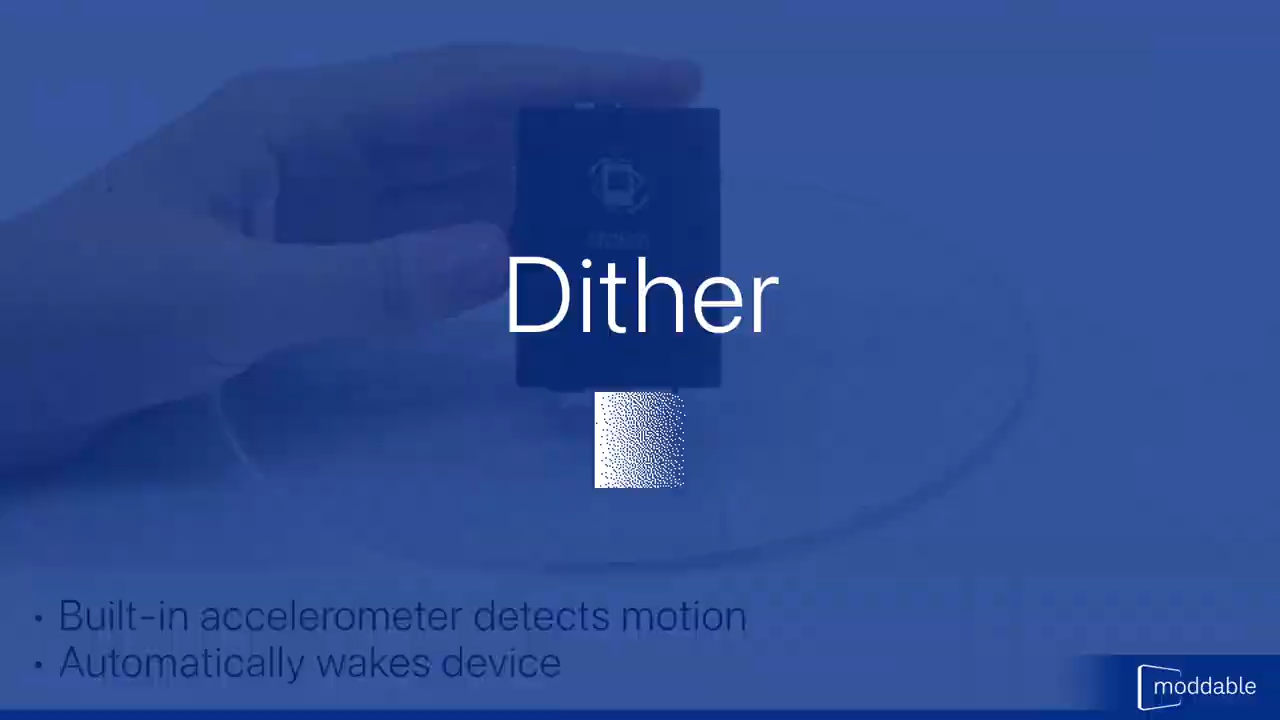 Dither
• Built-in accelerometer detects motion
• Automatically wakes device
moddable